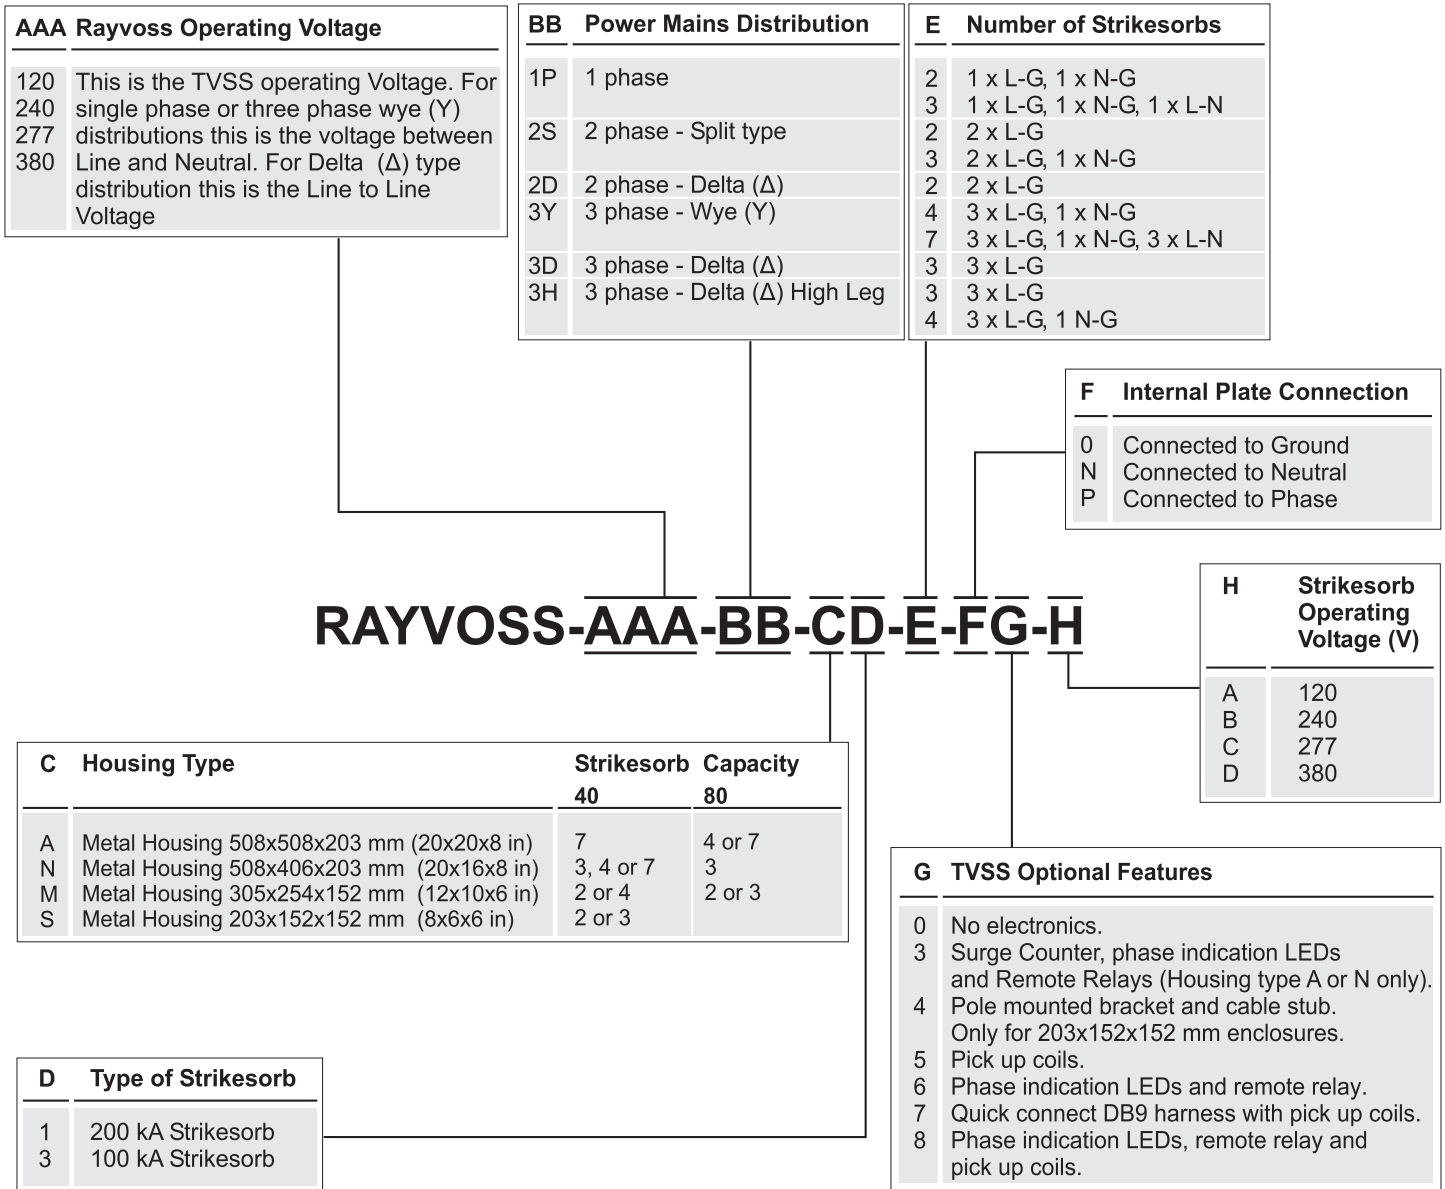 AAA Rayvoss Operating Voltage
120 This is the TVSS operating Voltage. For
240 single phase or three phase wye (Y)
277 distributions this is the voltage between
380 Line and Neutral. For Delta (Δ) type
distribution this is the Line to Line
Voltage
BB Power Mains Distribution
1P 1 phase
2S 2 phase - Split type
2D 2 phase - Delta (Δ)
3Y 3 phase - Wye (Y)
3D 3 phase - Delta (Δ)
3H 3 phase - Delta (Δ) High Leg
E Number of Strikesorbs
2 1 x L-G, 1 x N-G
3 1 x L-G, 1 x N-G, 1 x L-N
2 2 x L-G
3 2 x L-G, 1 x N-G
2 2 x L-G
4 3 x L-G, 1 x N-G
7 3 x L-G, 1 x N-G, 3 x L-N
3 3 x L-G
3 3 x L-G
4 3 x L-G, 1 N-G
F Internal Plate Connection
0 Connected to Ground
N Connected to Neutral
P Connected to Phase
RAYVOSS-AAA-BB-CD-E-FG-H
H Strikesorb
Operating
Voltage (V)
A 120
B 240
C 277
D 380
C Housing Type Strikesorb Capacity
40 80
A Metal Housing 508x508x203 mm (20x20x8 in) 7 4 or 7
N Metal Housing 508x406x203 mm (20x16x8 in) 3, 4 or 7 3
M Metal Housing 305x254x152 mm (12x10x6 in) 2 or 4 2 or 3
S Metal Housing 203x152x152 mm (8x6x6 in) 2 or 3
G TVSS Optional Features
0 No electronics.
3 Surge Counter, phase indication LEDs
and Remote Relays (Housing type A or N only).
4 Pole mounted bracket and cable stub.
Only for 203x152x152 mm enclosures.
5 Pick up coils.
6 Phase indication LEDs and remote relay.
7 Quick connect DB9 harness with pick up coils.
8 Phase indication LEDs, remote relay and
pick up coils.
D Type of Strikesorb
1 200 kA Strikesorb
3 100 kA Strikesorb